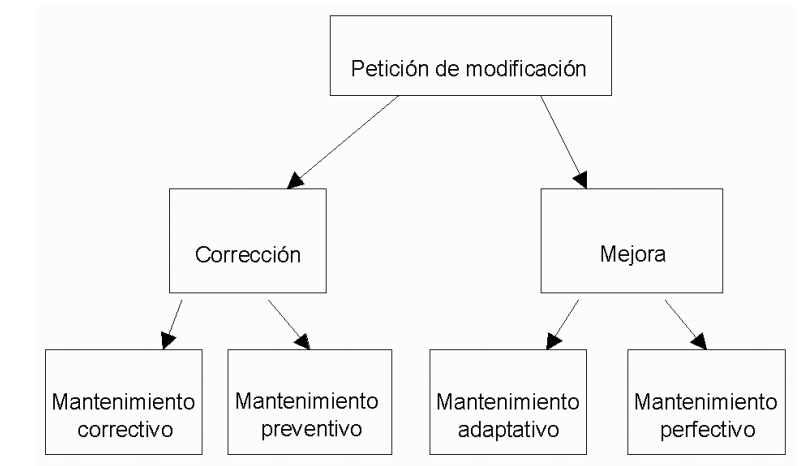 Petición de modificación
Corrección
Mejora
Mantenimiento
correctivo
Mantenimiento
preventivo
Mantenimiento
adaptativo
Mantenimiento
perfectivo